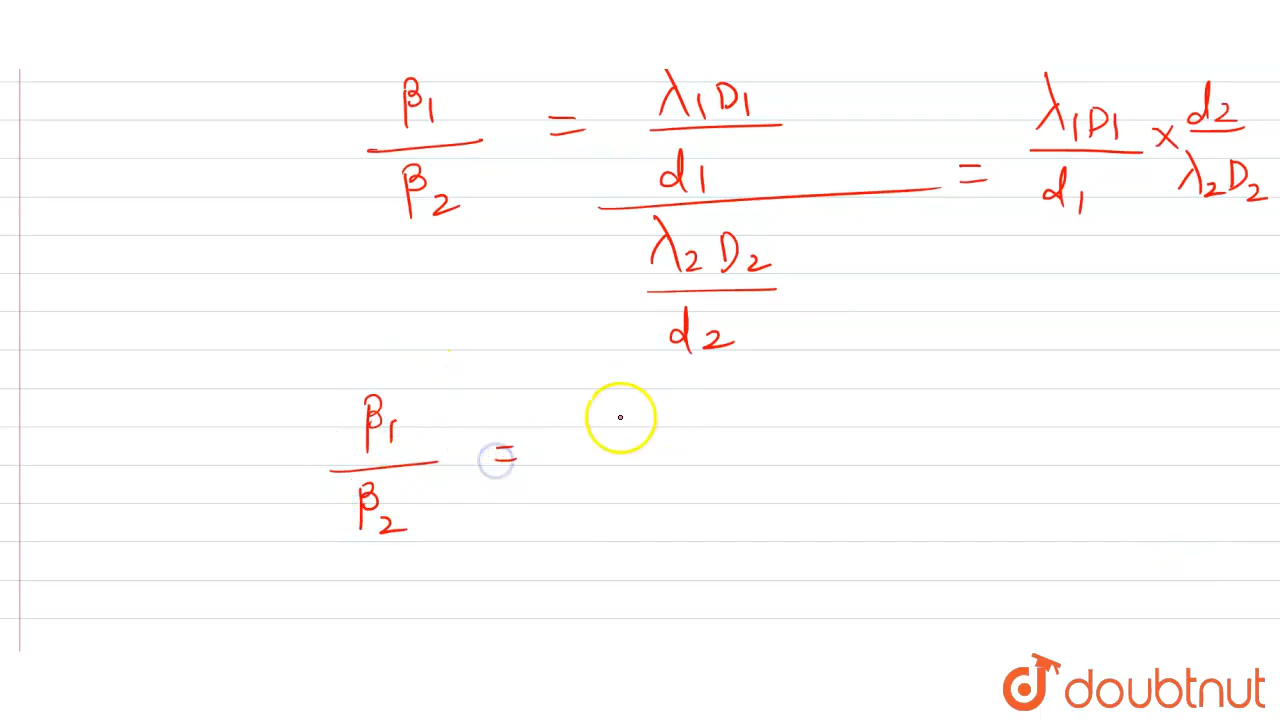 β₁/β₂ = (λ₁D₁/d₁)/(λ₂D₂/d₂) = λ₁D₁/d₁ × d₂/λ₂D₂
β₁/β₂ =
doubtnut